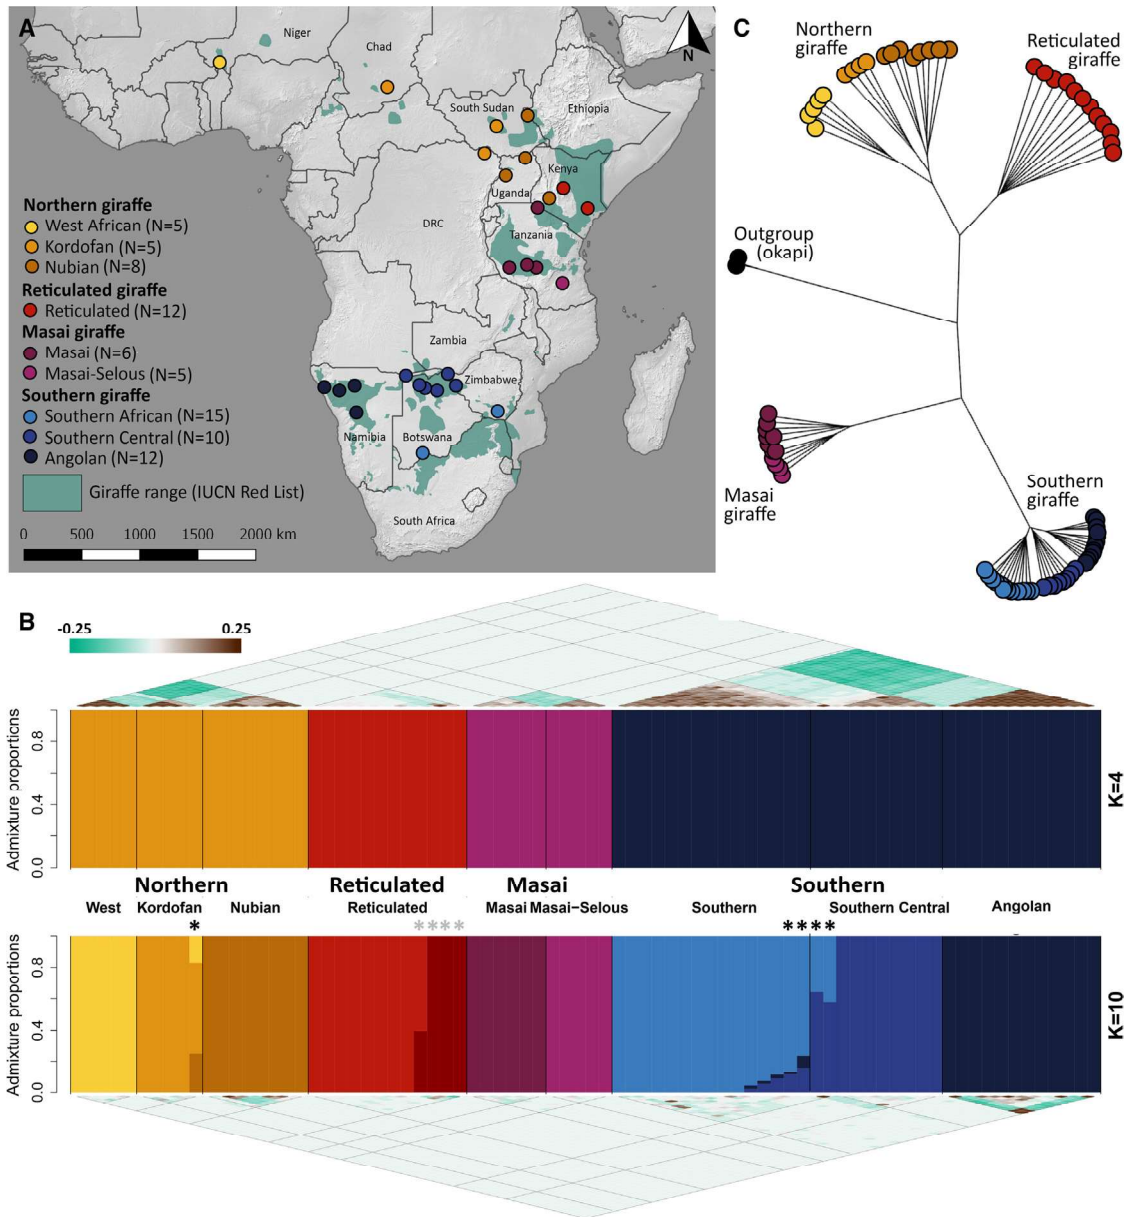 A
Niger
Chad
South Sudan
Ethiopia
Kenya
Uganda
DRC
Tanzania
Zambia
Zimbabwe
Namibia
Botswana
South Africa
N
Northern giraffe
West African (N=5)
Kordofan (N=5)
Nubian (N=8)
Reticulated giraffe
Reticulated (N=12)
Masai giraffe
Masai (N=6)
Masai-Selous (N=5)
Southern giraffe
Southern African (N=15)
Southern Central (N=10)
Angolan (N=12)
Giraffe range (IUCN Red List)
0 500 1000 1500 2000 km
C
Northern
giraffe
Reticulated
giraffe
Outgroup
(okapi)
Masai
giraffe
Southern
giraffe
B
-0.25 0.25
Admixture proportions
0.8
0.4
0.0
K=4
Northern Reticulated Masai Southern
West Kordofan Nubian Reticulated Masai Masai−Selous Southern Southern Central Angolan
* **** ****
Admixture proportions
0.8
0.4
0.0
K=10